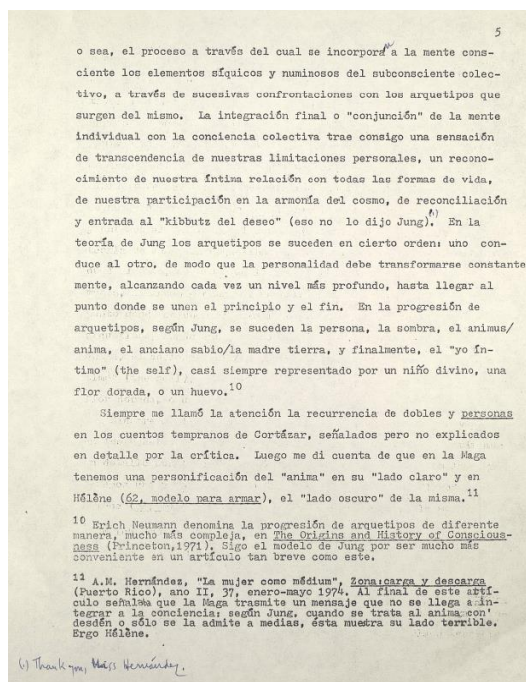 5
o sea, el proceso a través del cual se incorporan a la mente cons-
ciente los elementos síquicos y numinosos del subconsciente colec-
tivo, a través de sucesivas confrontaciones con los arquetipos que
surgen del mismo. La integración final o "conjunción" de la mente
individual con la conciencia colectiva trae consigo una sensación
de transcendencia de nuestras limitaciones personales, un recono-
cimiento de nuestra íntima relación con todas las formas de vida,
de nuestra participación en la armonía del cosmo, de reconciliación
y entrada al "kibbutz del deseo" (eso no lo dijo Jung).(1) En la
teoría de Jung los arquetipos se suceden en cierto orden: uno con-
duce al otro, de modo que la personalidad debe transformarse constante
mente, alcanzando cada vez un nivel más profundo, hasta llegar al
punto donde se unen el principio y el fin. En la progresión de
arquetipos, según Jung, se suceden la persona, la sombra, el animus/
anima, el anciano sabio/la madre tierra, y finalmente, el "yo ín-
timo" (the self), casi siempre representado por un niño divino, una
flor dorada, o un huevo.10
Siempre me llamó la atención la recurrencia de dobles y personas
en los cuentos tempranos de Cortázar, señalados pero no explicados
en detalle por la crítica. Luego me di cuenta de que en la Maga
tenemos una personificación del "anima" en su "lado claro" y en
Hélène (62, modelo para armar), el "lado oscuro" de la misma.11
10 Erich Neumann denomina la progresión de arquetipos de diferente
manera, mucho más compleja, en The Origins and History of Conscious-
ness (Princeton,1971). Sigo el modelo de Jung por ser mucho más
conveniente en un artículo tan breve como este.
11 A.M. Hernández, "La mujer como médium", Zona:carga y descarga
(Puerto Rico), ano II, 37, enero-mayo 1974. Al final de este artí-
culo señalaba que la Maga trasmite un mensaje que no se llega a in-
tegrar a la conciencia: según Jung, cuando se trata al anima con
desdén o sólo se la admite a medias, ésta muestra su lado terrible.
Ergo Hélène.
(1) Thank you, Miss Hernández.